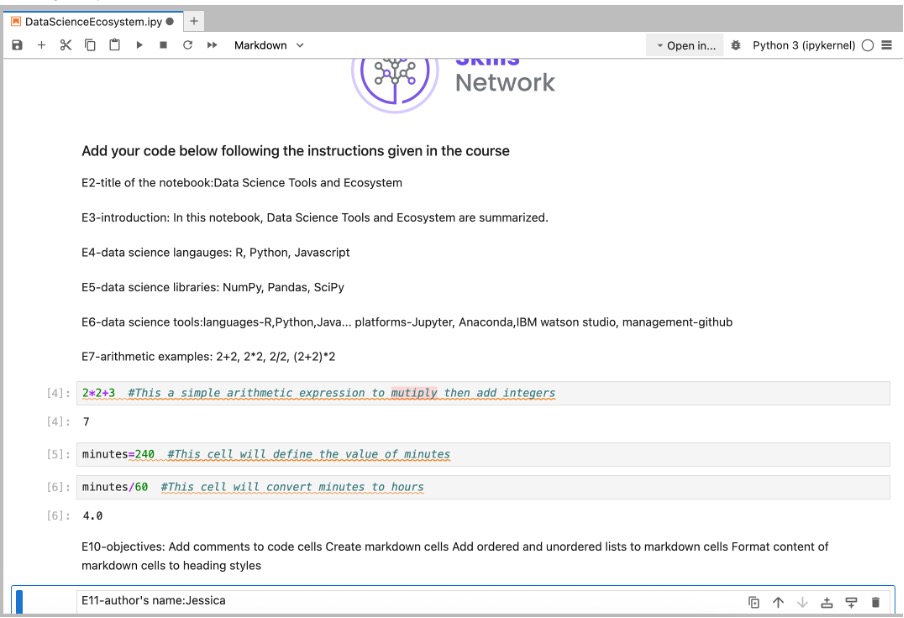 DataScienceEcosystem.ipy
Markdown
Open in...
Python 3 (ipykernel)
Skills
Network
Add your code below following the instructions given in the course
E2-title of the notebook:Data Science Tools and Ecosystem
E3-introduction: In this notebook, Data Science Tools and Ecosystem are summarized.
E4-data science langauges: R, Python, Javascript
E5-data science libraries: NumPy, Pandas, SciPy
E6-data science tools:languages-R,Python,Java... platforms-Jupyter, Anaconda,IBM watson studio, management-github
E7-arithmetic examples: 2+2, 2*2, 2/2, (2+2)*2
[4]: 2*2+3 #This a simple arithmetic expression to mutiply then add integers
[4]: 7
[5]: minutes=240 #This cell will define the value of minutes
[6]: minutes/60 #This cell will convert minutes to hours
[6]: 4.0
E10-objectives: Add comments to code cells Create markdown cells Add ordered and unordered lists to markdown cells Format content of
markdown cells to heading styles
E11-author's name:Jessica